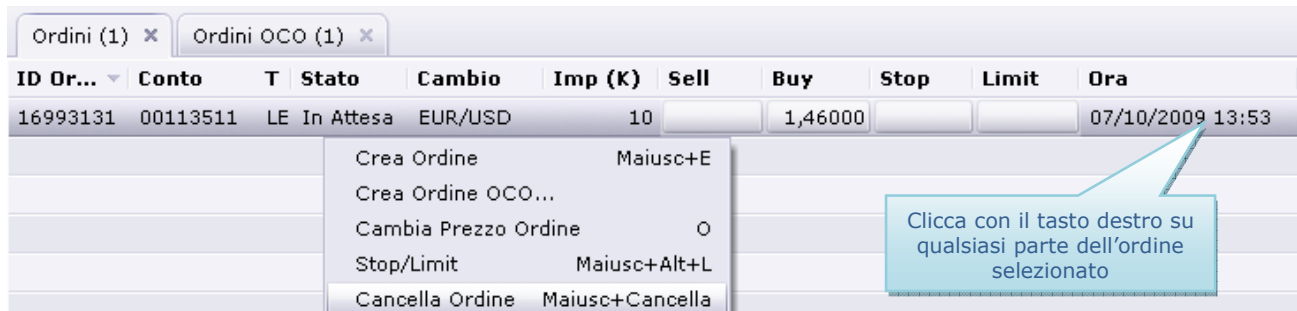 Ordini (1) Ordini OCO (1)
ID Or... Conto T Stato Cambio Imp (K) Sell Buy Stop Limit Ora
16993131 00113511 LE In Attesa EUR/USD 10 1,46000 07/10/2009 13:53
Crea Ordine Maiusc+E
Crea Ordine OCO...
Cambia Prezzo Ordine O
Stop/Limit Maiusc+Alt+L
Cancella Ordine Maiusc+Cancella
Clicca con il tasto destro su
qualsiasi parte dell’ordine
selezionato